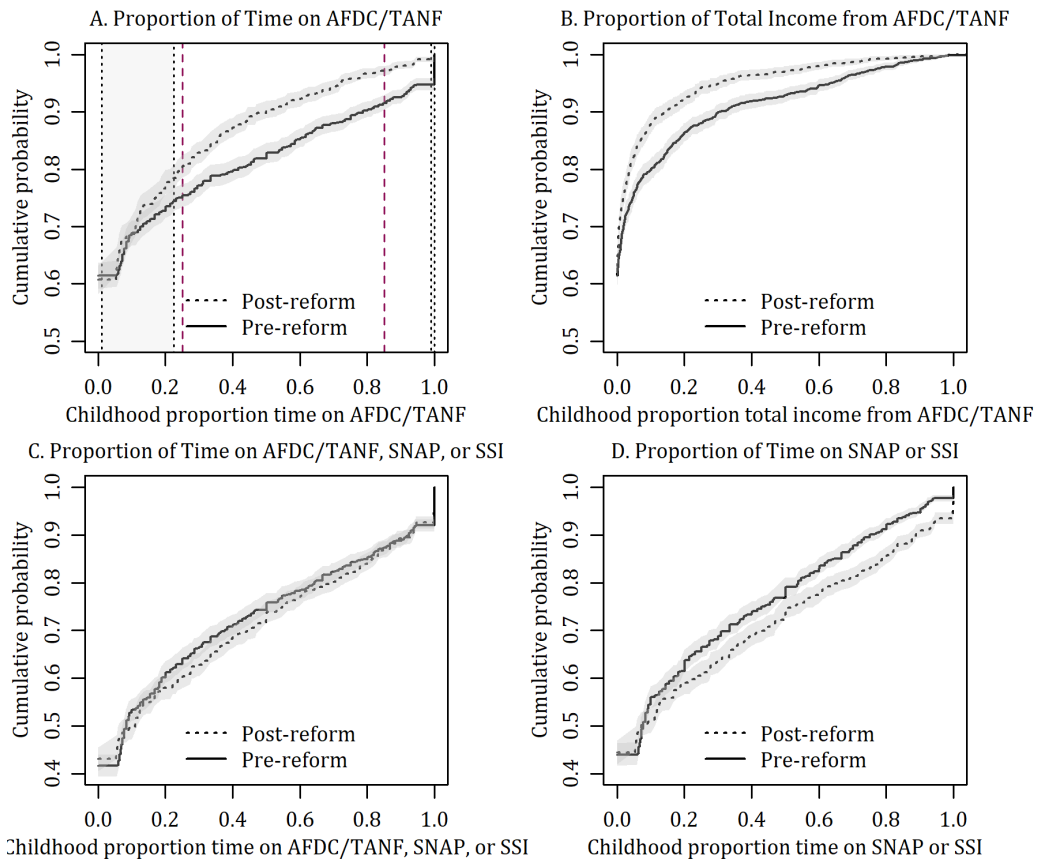 A. Proportion of Time on AFDC/TANF
Cumulative probability
1.0
0.9
0.8
0.7
0.6
0.5
Post-reform
Pre-reform
0.0 0.2 0.4 0.6 0.8 1.0
Childhood proportion time on AFDC/TANF
B. Proportion of Total Income from AFDC/TANF
Cumulative probability
1.0
0.9
0.8
0.7
0.6
0.5
Post-reform
Pre-reform
0.0 0.2 0.4 0.6 0.8 1.0
Childhood proportion total income from AFDC/TANF
C. Proportion of Time on AFDC/TANF, SNAP, or SSI
Cumulative probability
1.0
0.9
0.8
0.7
0.6
0.5
0.4
Post-reform
Pre-reform
0.0 0.2 0.4 0.6 0.8 1.0
Childhood proportion time on AFDC/TANF, SNAP, or SSI
D. Proportion of Time on SNAP or SSI
Cumulative probability
1.0
0.9
0.8
0.7
0.6
0.5
0.4
Post-reform
Pre-reform
0.0 0.2 0.4 0.6 0.8 1.0
Childhood proportion time on SNAP or SSI